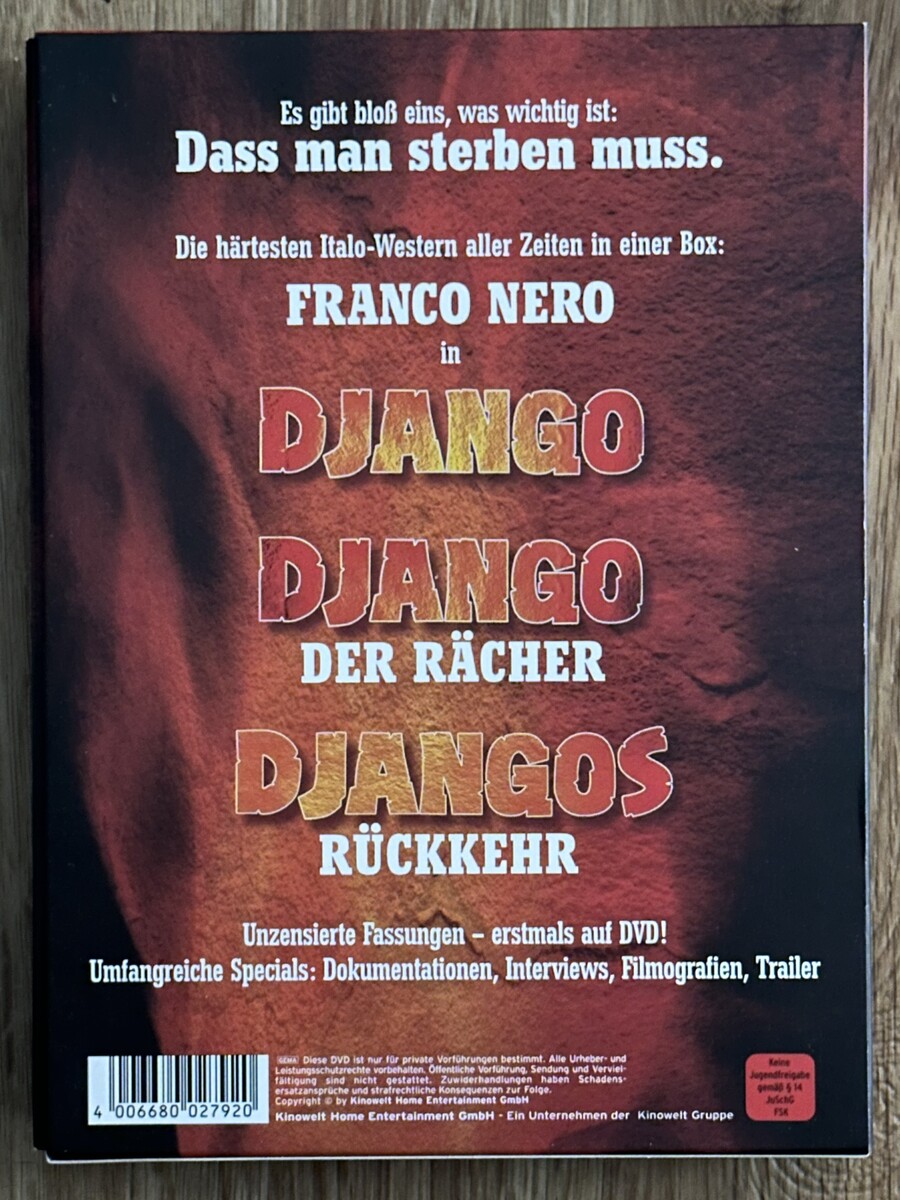 Es gibt bloß eins, was wichtig ist:
Dass man sterben muss.
Die härtesten Italo-Western aller Zeiten in einer Box:
FRANCO NERO
in
DJANGO
DJANGO
DER RÄCHER
DJANGOS
RÜCKKEHR
Unzensierte Fassungen – erstmals auf DVD!
Umfangreiche Specials: Dokumentationen, Interviews, Filmografien, Trailer
GEMA Diese DVD ist nur für private Vorführungen bestimmt. Alle Urheber- und
Leistungsschutzrechte vorbehalten. Öffentliche Vorführung, Sendung und Verviel-
fältigung sind nicht gestattet. Zuwiderhandlungen haben Schadens-
ersatzansprüche und strafrechtliche Konsequenzen zur Folge.
Copyright © by Kinowelt Home Entertainment GmbH
Kinowelt Home Entertainment GmbH - Ein Unternehmen der Kinowelt Gruppe
4 006680 027920
Keine
Jugendfreigabe
gemäß § 14
JuSchG
FSK